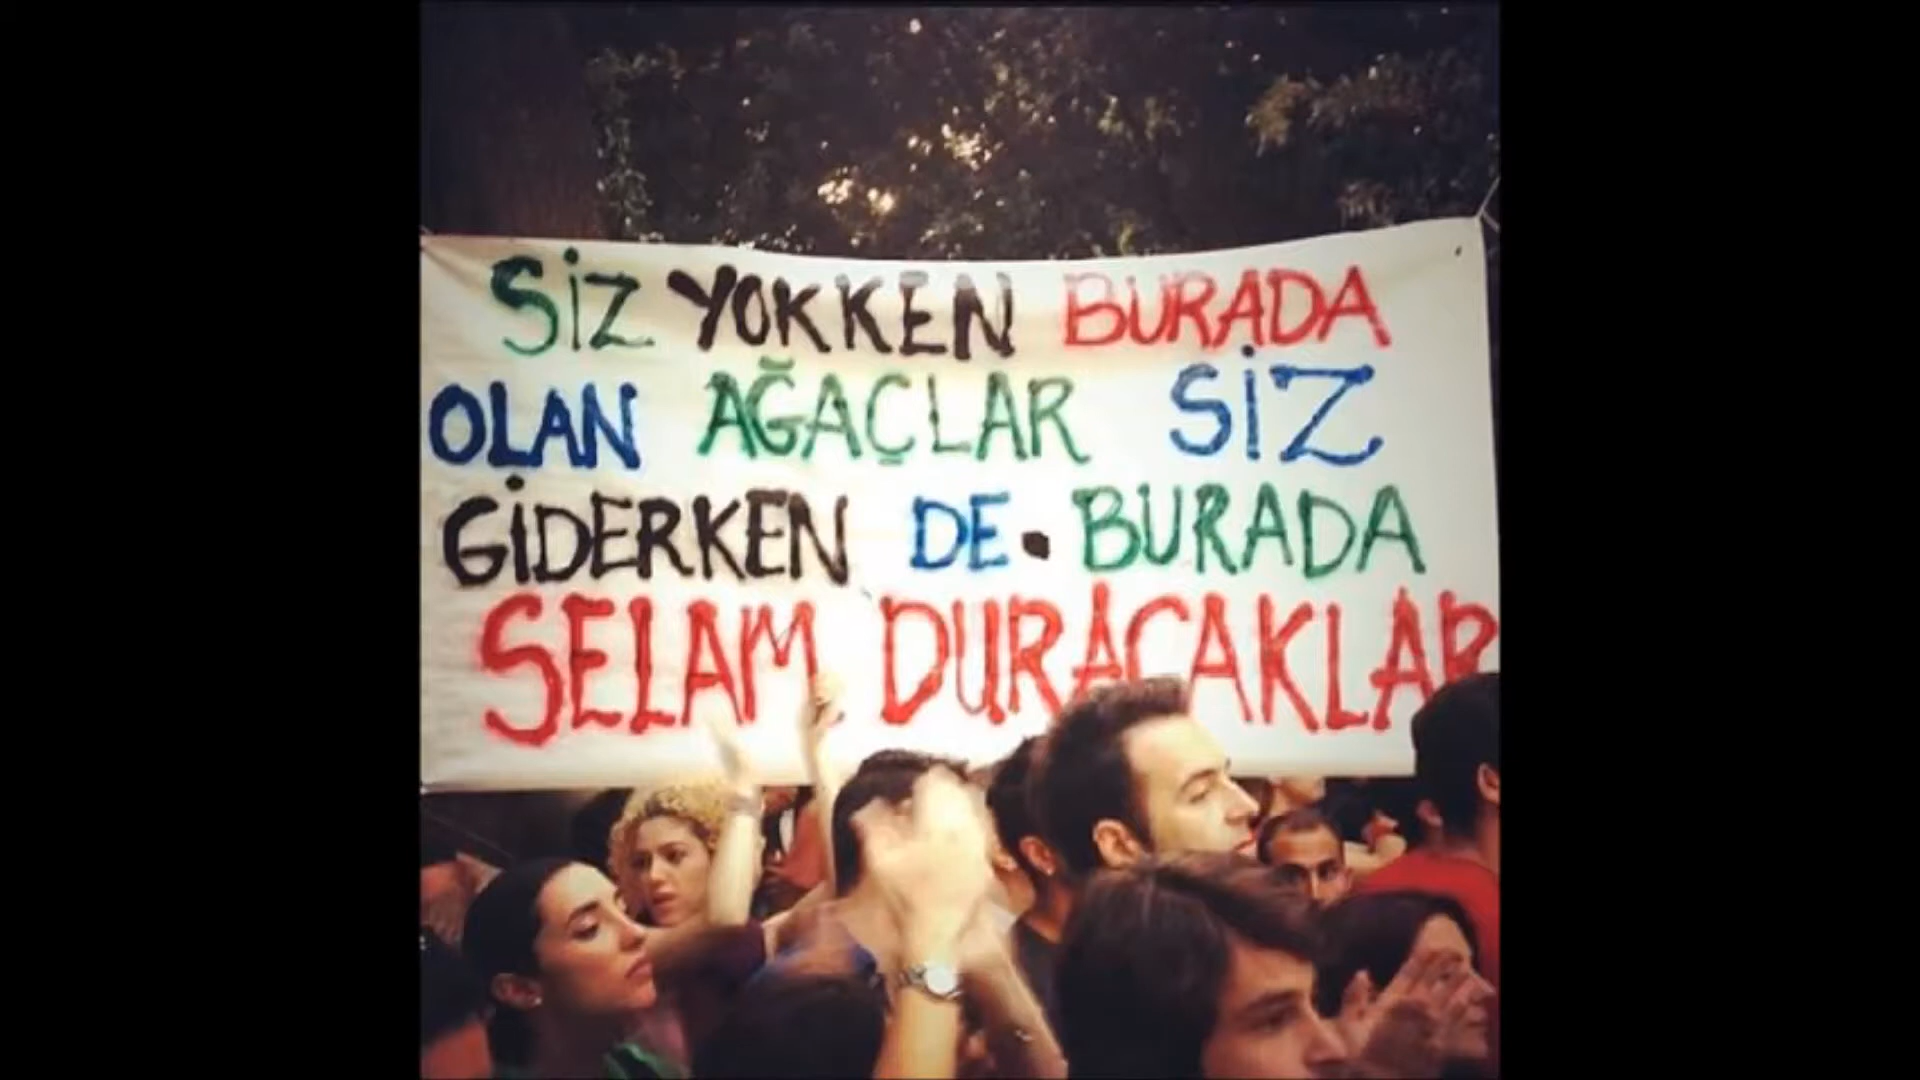 SİZ YOKKEN BURADA
OLAN AĞAÇLAR SİZ
GİDERKEN DE • BURADA
SELAM DURACAKLAR